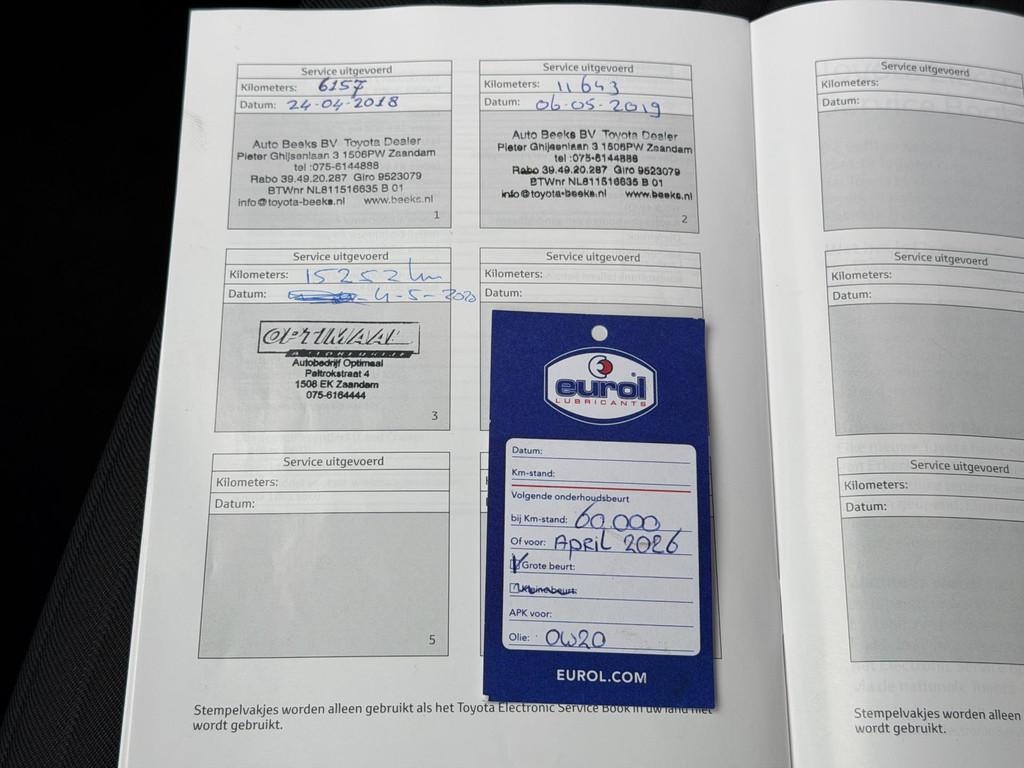 Service uitgevoerd
Kilometers: 6157
Datum: 24-04-2018
Auto Beeks BV Toyota Dealer
Pieter Ghijsenlaan 3 1506PW Zaandam
tel :075-6144888
Rabo 39.49.20.287 Giro 9523079
BTWnr NL811516635 B 01
info@toyota-beeks.nl www.beeks.nl
1
Service uitgevoerd
Kilometers: 11643
Datum: 06-05-2019
Auto Beeks BV Toyota Dealer
Pieter Ghijsenlaan 3 1506PW Zaandam
tel :075-6144888
Rabo 39.49.20.287 Giro 9523079
BTWnr NL811516635 B 01
info@toyota-beeks.nl www.beeks.nl
2
Service uitgevoerd
Kilometers: 15252 km
Datum: 4-5-2020
OPTIMAAL
AUTOBEDRIJF
Autobedrijf Optimaal
Paltrokstraat 4
1508 EK Zaandam
075-6164444
3
Service uitgevoerd
Kilometers:
Datum:
Service uitgevoerd
Kilometers:
Datum:
5
eurol
LUBRICANTS
Datum:
Km-stand:
Volgende onderhoudsbeurt
bij Km-stand: 60.000
Of voor: APRIL 2026
Grote beurt:
Kleine beurt:
APK voor:
Olie: 0W20
EUROL.COM
Stempelvakjes worden alleen gebruikt als het Toyota Electronic Service Book in uw land niet
wordt gebruikt.
Service uitgevoerd
Kilometers:
Datum:
Service uitgevoerd
Kilometers:
Datum:
Service uitgevoerd
Kilometers:
Datum:
Stempelvakjes worden alleen
wordt gebruikt.